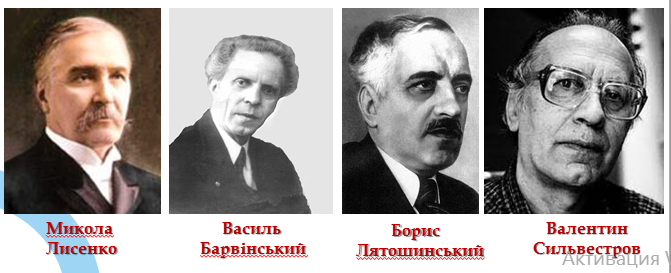 Микола
Лисенко
Василь
Барвінський
Борис
Лятошинський
Валентин
Сильвестров
Активация